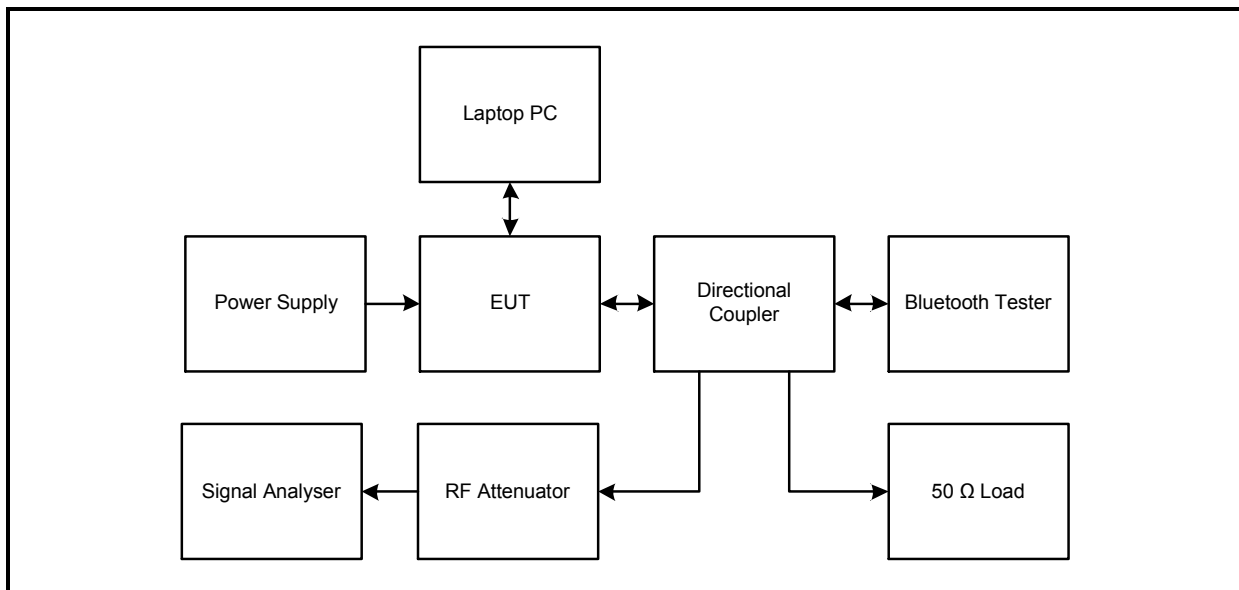 Laptop PC
Power Supply
EUT
Directional
Coupler
Bluetooth Tester
Signal Analyser
RF Attenuator
50 Ω Load